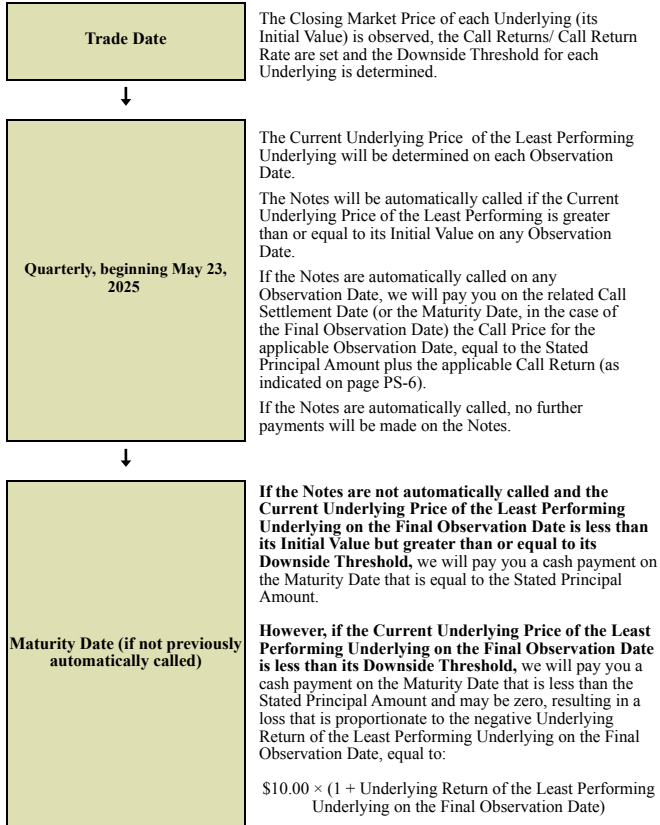 Trade Date
The Closing Market Price of each Underlying (its
Initial Value) is observed, the Call Returns/ Call Return
Rate are set and the Downside Threshold for each
Underlying is determined.
Quarterly, beginning May 23,
2025
The Current Underlying Price of the Least Performing
Underlying will be determined on each Observation
Date.
The Notes will be automatically called if the Current
Underlying Price of the Least Performing is greater
than or equal to its Initial Value on any Observation
Date.
If the Notes are automatically called on any
Observation Date, we will pay you on the related Call
Settlement Date (or the Maturity Date, in the case of
the Final Observation Date) the Call Price for the
applicable Observation Date, equal to the Stated
Principal Amount plus the applicable Call Return (as
indicated on page PS-6).
If the Notes are automatically called, no further
payments will be made on the Notes.
Maturity Date (if not previously
automatically called)
If the Notes are not automatically called and the
Current Underlying Price of the Least Performing
Underlying on the Final Observation Date is less than
its Initial Value but greater than or equal to its
Downside Threshold, we will pay you a cash payment on
the Maturity Date that is equal to the Stated Principal
Amount.
However, if the Current Underlying Price of the Least
Performing Underlying on the Final Observation Date
is less than its Downside Threshold, we will pay you a
cash payment on the Maturity Date that is less than the
Stated Principal Amount and may be zero, resulting in a
loss that is proportionate to the negative Underlying
Return of the Least Performing Underlying on the Final
Observation Date, equal to:
$10.00 × (1 + Underlying Return of the Least Performing
Underlying on the Final Observation Date)